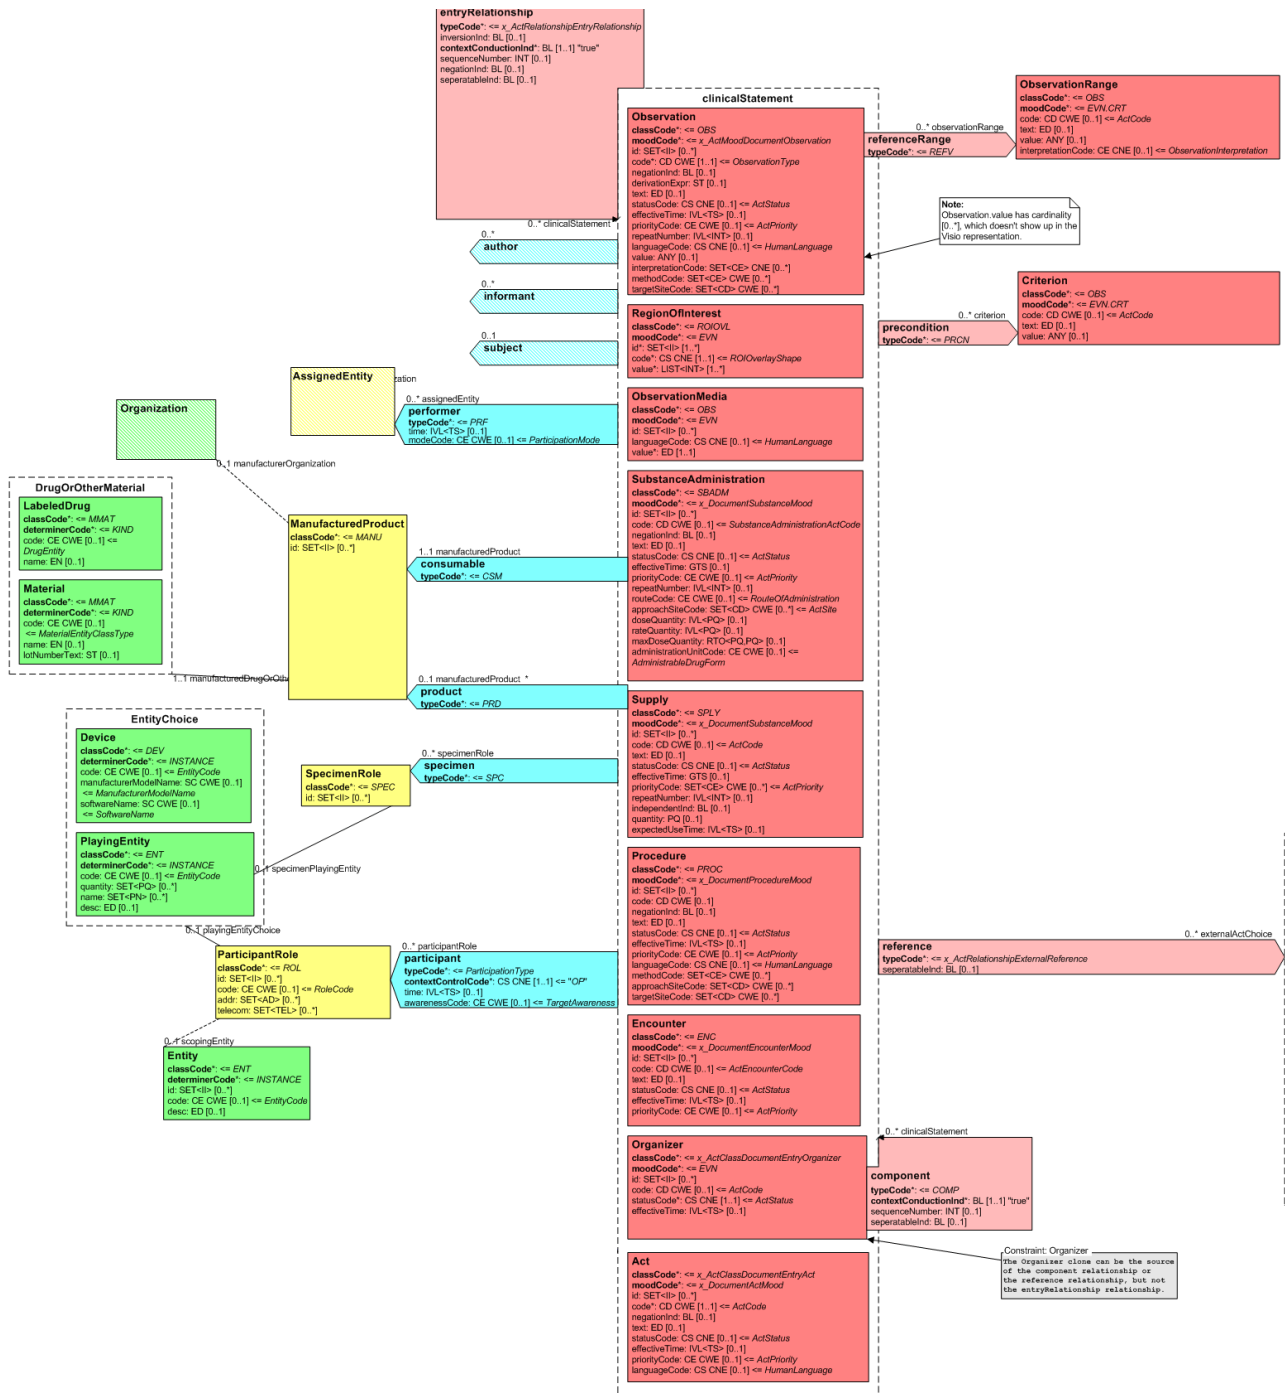 entryRelationship
typeCode*: <= x_ActRelationshipEntryRelationship
inversionInd: BL [0..1]
contextConductionInd*: BL [1..1] "true"
sequenceNumber: INT [0..1]
negationInd: BL [0..1]
seperatableInd: BL [0..1]
0..* clinicalStatement
clinicalStatement
Observation
classCode*: <= OBS
moodCode*: <= x_ActMoodDocumentObservation
id: SET<II> [0..*]
code*: CD CWE [1..1] <= ObservationType
negationInd: BL [0..1]
derivationExpr: ST [0..1]
text: ED [0..1]
statusCode: CS CNE [0..1] <= ActStatus
effectiveTime: IVL<TS> [0..1]
priorityCode: CE CWE [0..1] <= ActPriority
repeatNumber: IVL<INT> [0..1]
languageCode: CS CNE [0..1] <= HumanLanguage
value: ANY [0..1]
interpretationCode: SET<CE> CNE [0..*]
methodCode: SET<CE> CWE [0..*]
targetSiteCode: SET<CD> CWE [0..*]
0..* observationRange
referenceRange
typeCode*: <= REFV
ObservationRange
classCode*: <= OBS
moodCode*: <= EVN.CRT
code: CD CWE [0..1] <= ActCode
text: ED [0..1]
value: ANY [0..1]
interpretationCode: CE CNE [0..1] <= ObservationInterpretation
Note:
Observation.value has cardinality
[0..*], which doesn't show up in the
Visio representation.
0..*
author
0..*
informant
0..1
subject
RegionOfInterest
classCode*: <= ROIOVL
moodCode*: <= EVN
id*: SET<II> [1..*]
code*: CS CNE [1..1] <= ROIOverlayShape
value*: LIST<INT> [1..*]
0..* criterion
precondition
typeCode*: <= PRCN
Criterion
classCode*: <= OBS
moodCode*: <= EVN.CRT
code: CD CWE [0..1] <= ActCode
text: ED [0..1]
value: ANY [0..1]
AssignedEntity
zation
0..* assignedEntity
performer
typeCode*: <= PRF
time: IVL<TS> [0..1]
modeCode: CE CWE [0..1] <= ParticipationMode
ObservationMedia
classCode*: <= OBS
moodCode*: <= EVN
id: SET<II> [0..*]
languageCode: CS CNE [0..1] <= HumanLanguage
value*: ED [1..1]
Organization
0..1 manufacturerOrganization
DrugOrOtherMaterial
LabeledDrug
classCode*: <= MMAT
determinerCode*: <= KIND
code: CE CWE [0..1] <=
DrugEntity
name: EN [0..1]
Material
classCode*: <= MMAT
determinerCode*: <= KIND
code: CE CWE [0..1]
<= MaterialEntityClassType
name: EN [0..1]
lotNumberText: ST [0..1]
1..1 manufacturedDrugOrOthe
ManufacturedProduct
classCode*: <= MANU
id: SET<II> [0..*]
1..1 manufacturedProduct
consumable
typeCode*: <= CSM
0..1 manufacturedProduct *
product
typeCode*: <= PRD
SubstanceAdministration
classCode*: <= SBADM
moodCode*: <= x_DocumentSubstanceMood
id: SET<II> [0..*]
code: CD CWE [0..1] <= SubstanceAdministrationActCode
negationInd: BL [0..1]
text: ED [0..1]
statusCode: CS CNE [0..1] <= ActStatus
effectiveTime: GTS [0..1]
priorityCode: CE CWE [0..1] <= ActPriority
repeatNumber: IVL<INT> [0..1]
routeCode: CE CWE [0..1] <= RouteOfAdministration
approachSiteCode: SET<CD> CWE [0..*] <= ActSite
doseQuantity: IVL<PQ> [0..1]
rateQuantity: IVL<PQ> [0..1]
maxDoseQuantity: RTO<PQ,PQ> [0..1]
administrationUnitCode: CE CWE [0..1] <=
AdministrableDrugForm
Supply
classCode*: <= SPLY
moodCode*: <= x_DocumentSubstanceMood
id: SET<II> [0..*]
code: CD CWE [0..1] <= ActCode
text: ED [0..1]
statusCode: CS CNE [0..1] <= ActStatus
effectiveTime: GTS [0..1]
priorityCode: SET<CE> CWE [0..*] <= ActPriority
repeatNumber: IVL<INT> [0..1]
independentInd: BL [0..1]
quantity: PQ [0..1]
expectedUseTime: IVL<TS> [0..1]
EntityChoice
Device
classCode*: <= DEV
determinerCode*: <= INSTANCE
code: CE CWE [0..1] <= EntityCode
manufacturerModelName: SC CWE [0..1]
<= ManufacturerModelName
softwareName: SC CWE [0..1]
<= SoftwareName
PlayingEntity
classCode*: <= ENT
determinerCode*: <= INSTANCE
code: CE CWE [0..1] <= EntityCode
quantity: SET<PQ> [0..*]
name: SET<PN> [0..*]
desc: ED [0..1]
SpecimenRole
classCode*: <= SPEC
id: SET<II> [0..*]
0..* specimenRole
specimen
typeCode*: <= SPC
0..1 specimenPlayingEntity
0..1 playingEntityChoice
Procedure
classCode*: <= PROC
moodCode*: <= x_DocumentProcedureMood
id: SET<II> [0..*]
code: CD CWE [0..1]
negationInd: BL [0..1]
text: ED [0..1]
statusCode: CS CNE [0..1] <= ActStatus
effectiveTime: IVL<TS> [0..1]
priorityCode: CE CWE [0..1] <= ActPriority
languageCode: CS CNE [0..1] <= HumanLanguage
methodCode: SET<CE> CWE [0..*]
approachSiteCode: SET<CD> CWE [0..*]
targetSiteCode: SET<CD> CWE [0..*]
0..* externalActChoice
reference
typeCode*: <= x_ActRelationshipExternalReference
seperatableInd: BL [0..1]
ParticipantRole
classCode*: <= ROL
id: SET<II> [0..*]
code: CE CWE [0..1] <= RoleCode
addr: SET<AD> [0..*]
telecom: SET<TEL> [0..*]
0..* participantRole
participant
typeCode*: <= ParticipationType
contextControlCode*: CS CNE [1..1] <= "OP"
time: IVL<TS> [0..1]
awarenessCode: CE CWE [0..1] <= TargetAwareness
0..1 scopingEntity
Entity
classCode*: <= ENT
determinerCode*: <= INSTANCE
id: SET<II> [0..*]
code: CE CWE [0..1] <= EntityCode
desc: ED [0..1]
Encounter
classCode*: <= ENC
moodCode*: <= x_DocumentEncounterMood
id: SET<II> [0..*]
code: CD CWE [0..1] <= ActEncounterCode
text: ED [0..1]
statusCode: CS CNE [0..1] <= ActStatus
effectiveTime: IVL<TS> [0..1]
priorityCode: CE CWE [0..1] <= ActPriority
Organizer
classCode*: <= x_ActClassDocumentEntryOrganizer
moodCode*: <= EVN
id: SET<II> [0..*]
code: CD CWE [0..1] <= ActCode
statusCode*: CS CNE [1..1] <= ActStatus
effectiveTime: IVL<TS> [0..1]
0..* clinicalStatement
component
typeCode*: <= COMP
contextConductionInd*: BL [1..1] "true"
sequenceNumber: INT [0..1]
seperatableInd: BL [0..1]
Constraint: Organizer
The Organizer clone can be the source
of the component relationship or
the reference relationship, but not
the entryRelationship relationship.
Act
classCode*: <= x_ActClassDocumentEntryAct
moodCode*: <= x_DocumentActMood
id: SET<II> [0..*]
code*: CD CWE [1..1] <= ActCode
negationInd: BL [0..1]
text: ED [0..1]
statusCode: CS CNE [0..1] <= ActStatus
effectiveTime: IVL<TS> [0..1]
priorityCode: CE CWE [0..1] <= ActPriority
languageCode: CS CNE [0..1] <= HumanLanguage